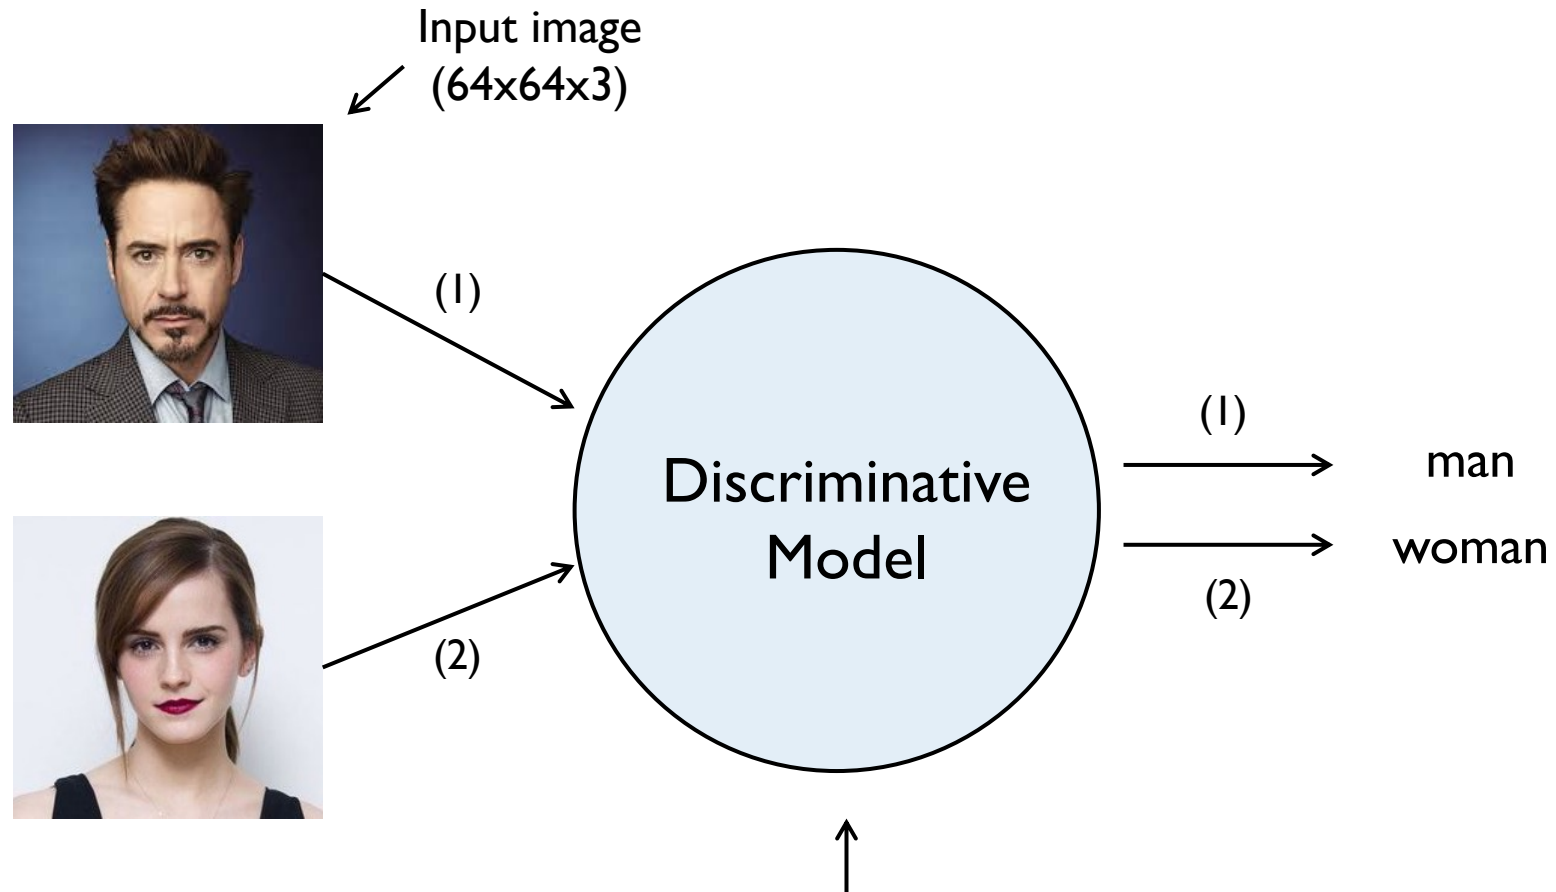 Input image
(64x64x3)
(1)
(2)
Discriminative
Model
(1)
man
woman
(2)